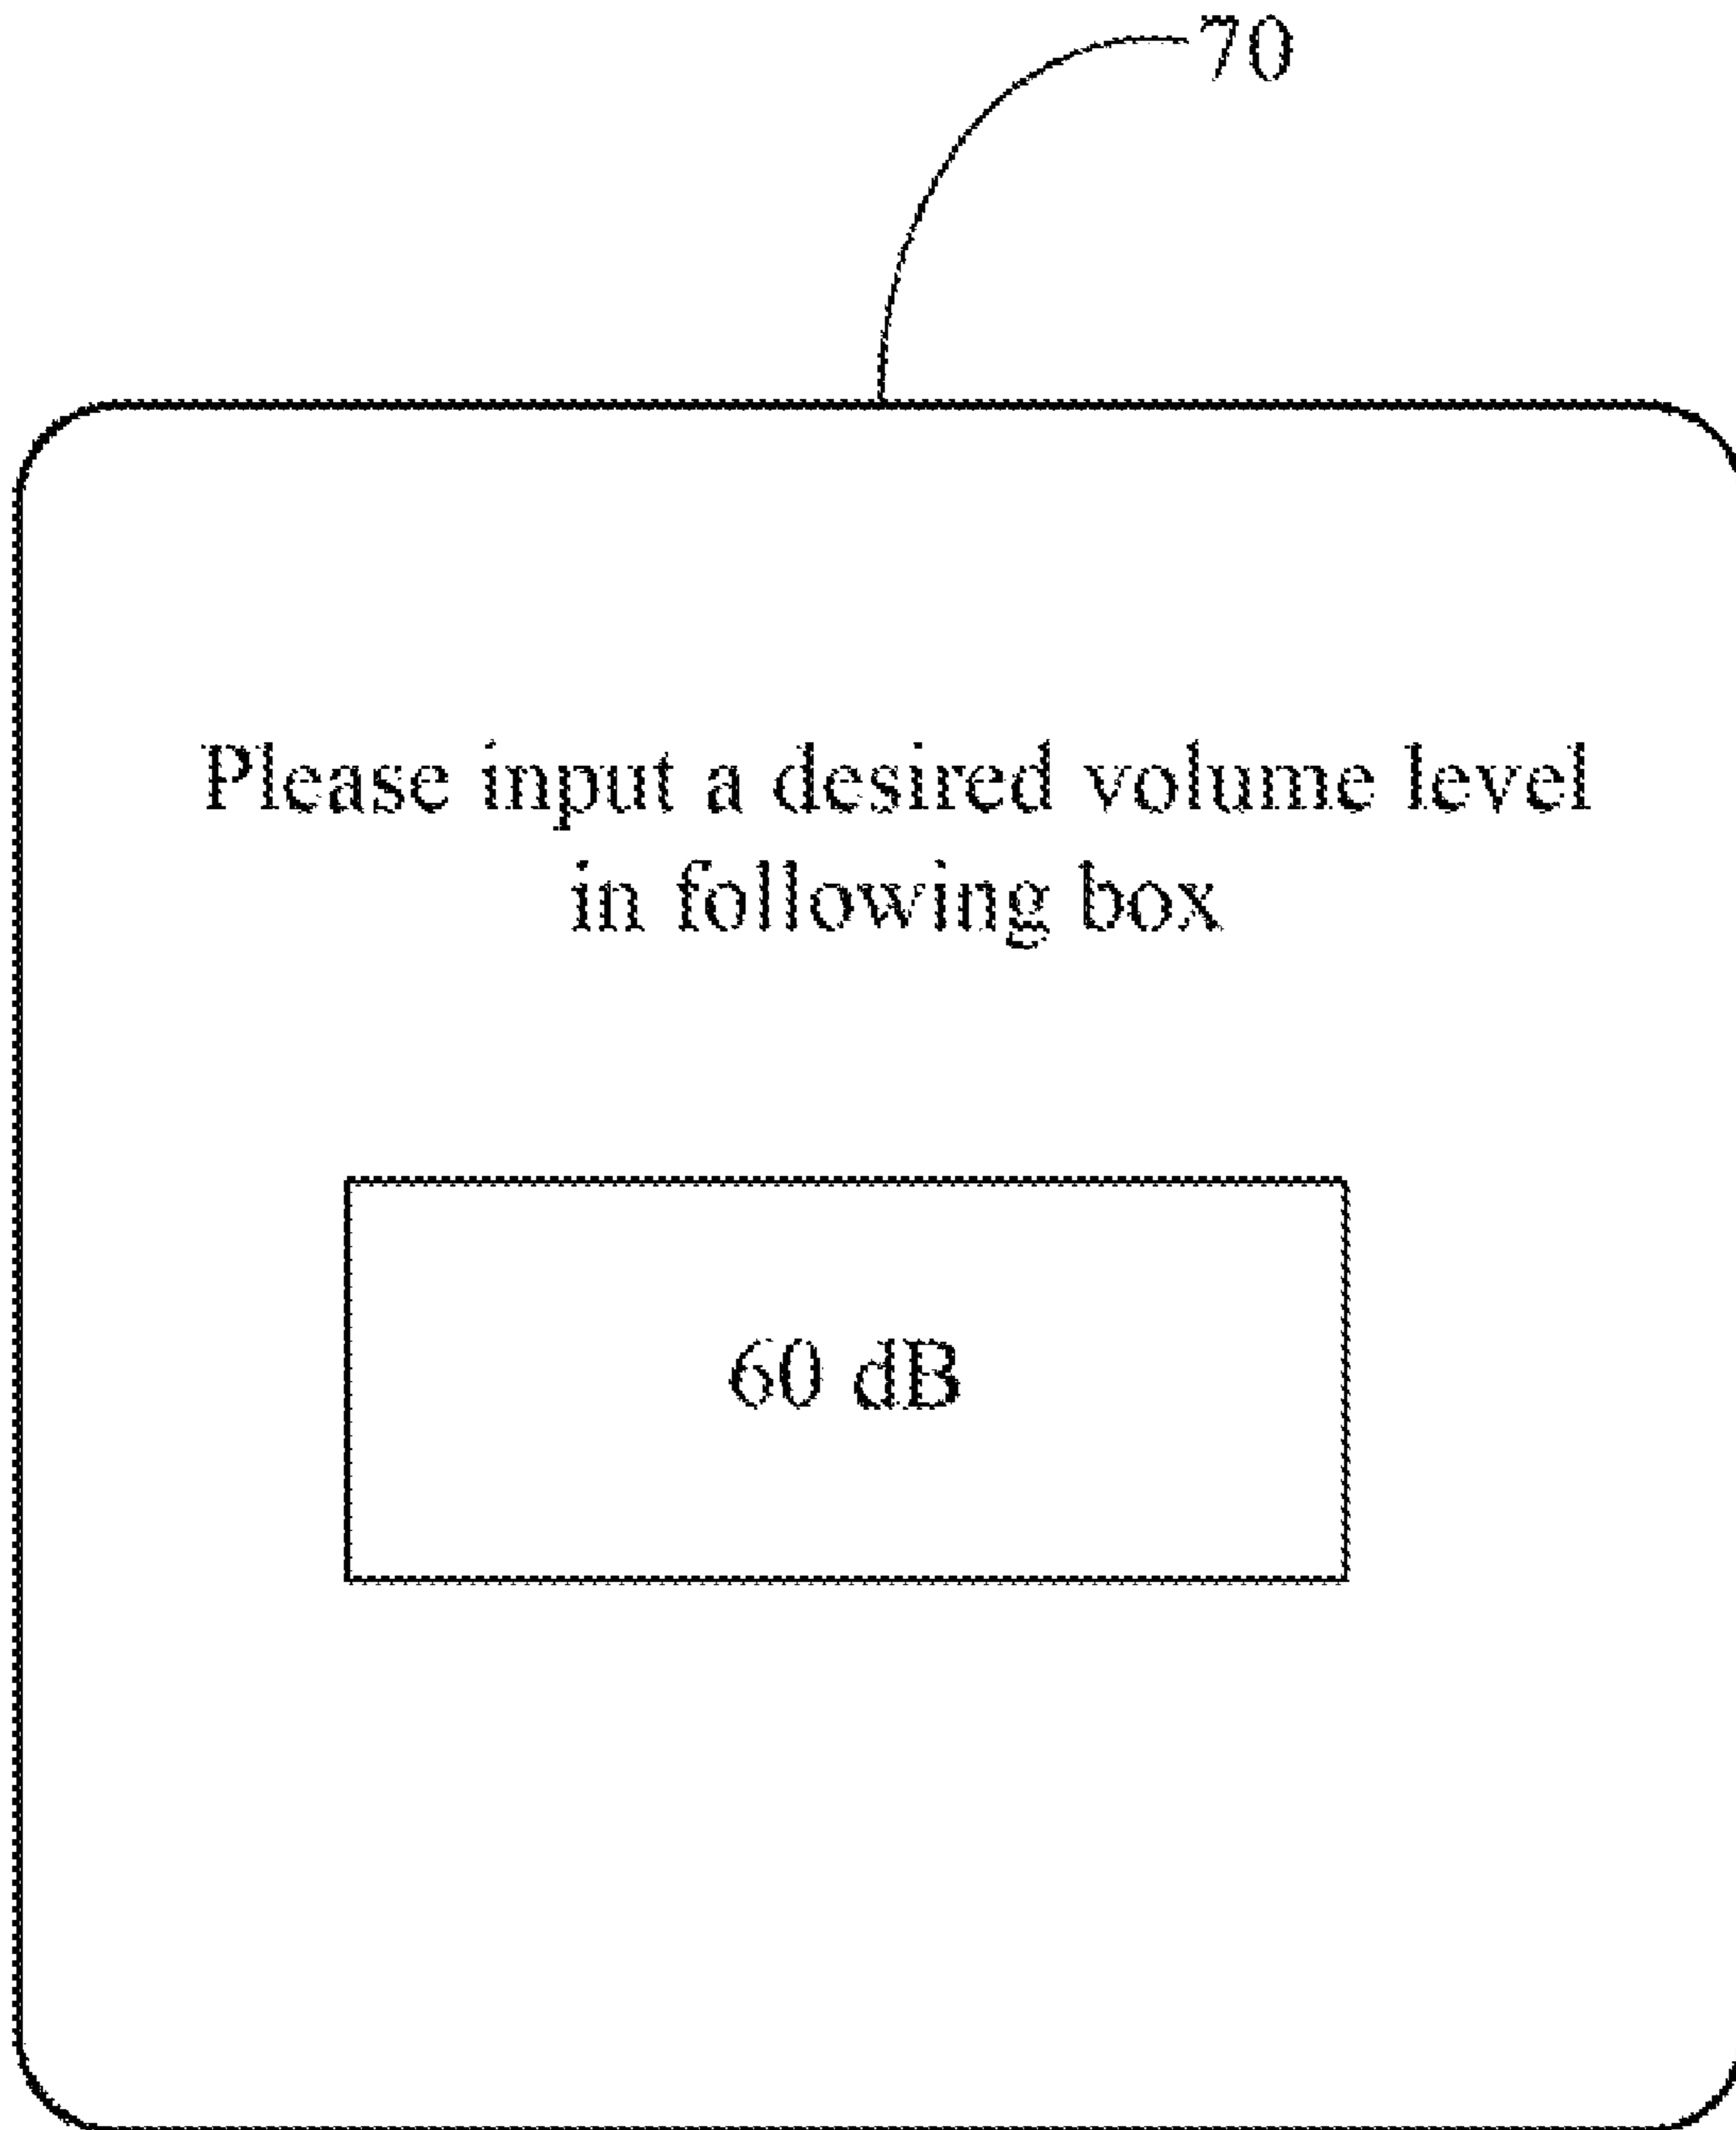 70
Please input a desired volume level
in following box
60 dB